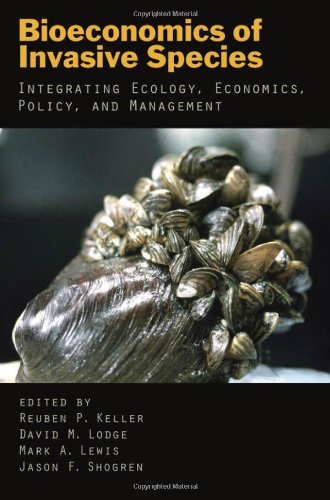 Bioeconomics of
Invasive Species
Integrating Ecology, Economics,
Policy, and Management
edited by
Reuben P. Keller
David M. Lodge
Mark A. Lewis
Jason F. Shogren